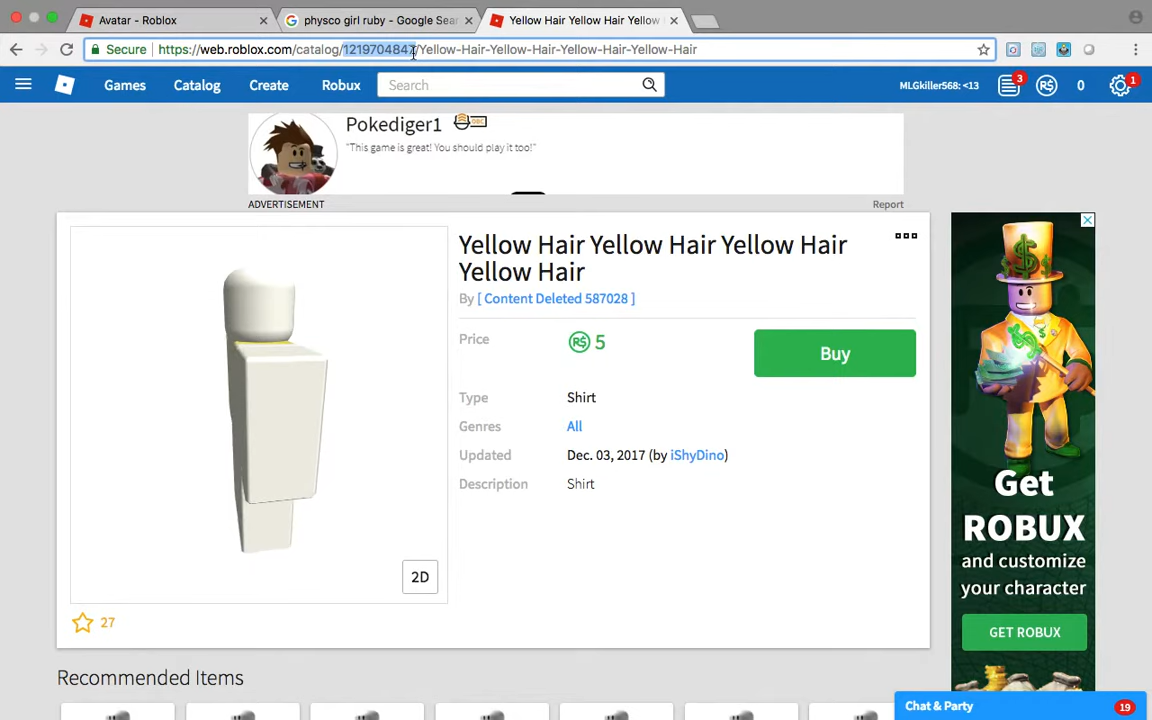 Avatar - Roblox
physco girl ruby - Google Sear
Yellow Hair Yellow Hair Yellow
Secure
https://web.roblox.com/catalog/1219704847/Yellow-Hair-Yellow-Hair-Yellow-Hair-Yellow-Hair
Games
Catalog
Create
Robux
Search
MLGkiller568: <13
3
0
1
Pokediger1
OBC
"This game is great! You should play it too!"
ADVERTISEMENT
Report
Yellow Hair Yellow Hair Yellow Hair
Yellow Hair
By [ Content Deleted 587028 ]
Price
R$ 5
Buy
Type
Shirt
Genres
All
Updated
Dec. 03, 2017 (by iShyDino)
Description
Shirt
2D
27
Get
ROBUX
and customize
your character
GET ROBUX
Recommended Items
Chat & Party
19